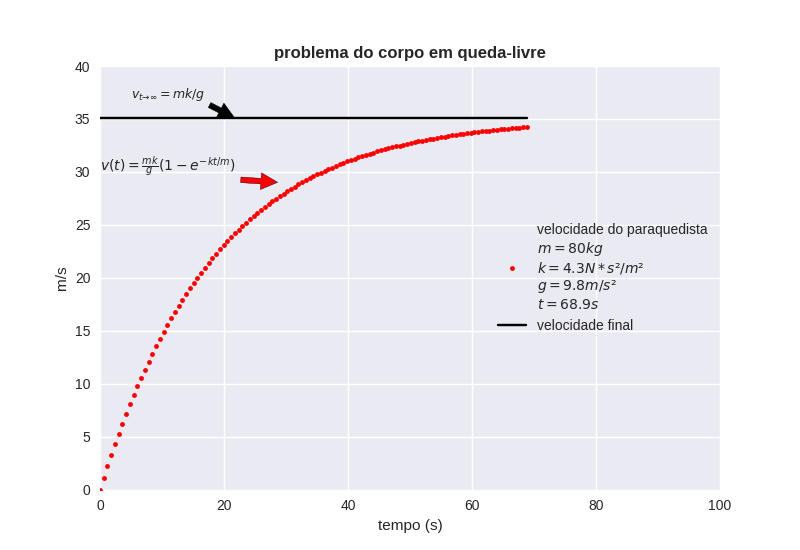 problema do corpo em queda-livre
40
35
30
25
20
15
10
5
0
m/s
v_{t→∞} = mk/g
v(t) = \frac{mk}{g}(1 − e^{−kt/m})
velocidade do paraquedista
m = 80kg
k = 4.3N * s²/m²
g = 9.8m/s²
t = 68.9s
velocidade final
0 20 40 60 80 100
tempo (s)